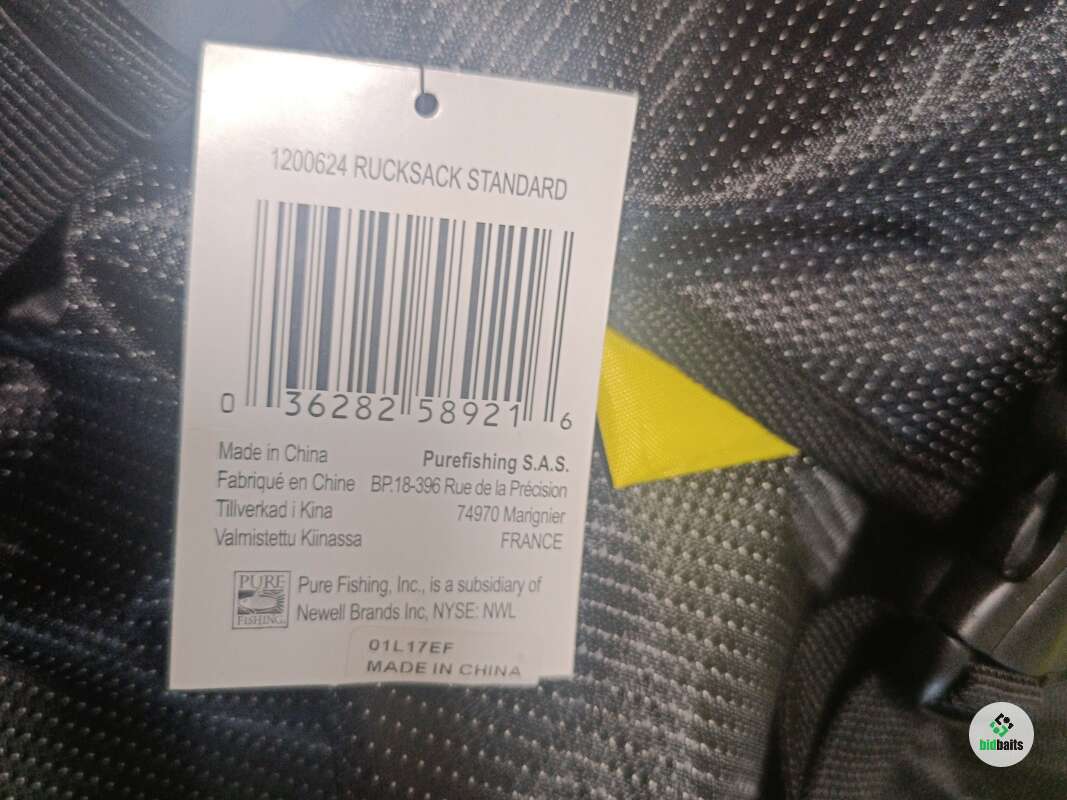 1200624 RUCKSACK STANDARD
0 36282 58921 6
Made in China
Fabriqué en Chine
Tillverkad i Kina
Valmistettu Kiinassa
Purefishing S.A.S.
BP.18-396 Rue de la Précision
74970 Marignier
FRANCE
PURE
FISHING.
Pure Fishing, Inc., is a subsidiary of
Newell Brands Inc, NYSE: NWL
01L17EF
MADE IN CHINA
bidbaits